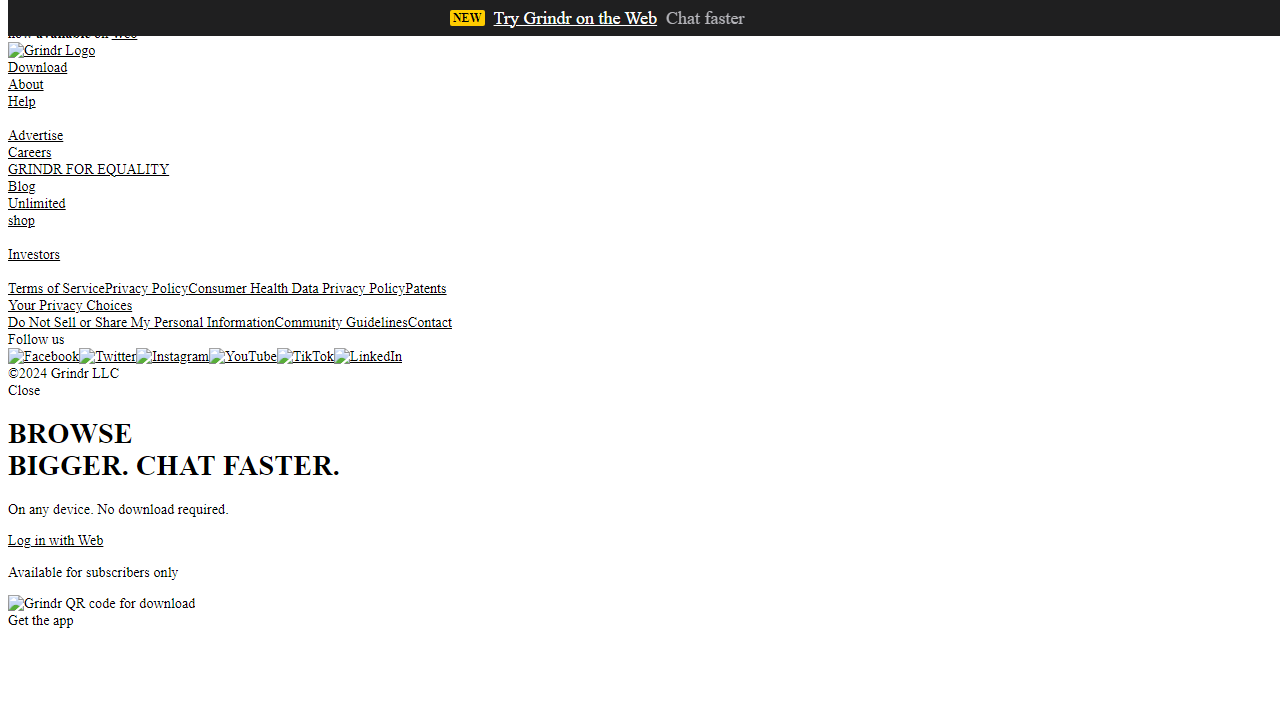 NEW Try Grindr on the Web Chat faster
now available on Web
Grindr Logo
Download
About
Help
Advertise
Careers
GRINDR FOR EQUALITY
Blog
Unlimited
shop
Investors
Terms of ServicePrivacy PolicyConsumer Health Data Privacy PolicyPatents
Your Privacy Choices
Do Not Sell or Share My Personal InformationCommunity GuidelinesContact
Follow us
FacebookTwitterInstagramYouTubeTikTokLinkedIn
©2024 Grindr LLC
Close
BROWSE
BIGGER. CHAT FASTER.
On any device. No download required.
Log in with Web
Available for subscribers only
Grindr QR code for download
Get the app